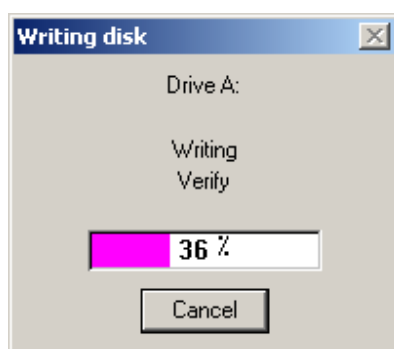 Writing disk
Drive A:
Writing
Verify
36 %
Cancel